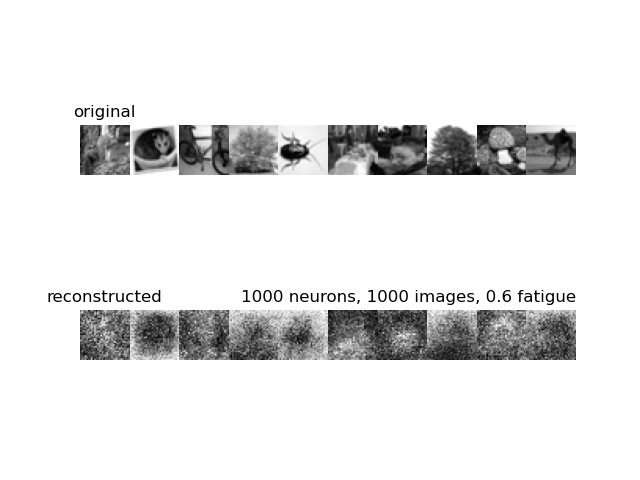 original
reconstructed
1000 neurons, 1000 images, 0.6 fatigue